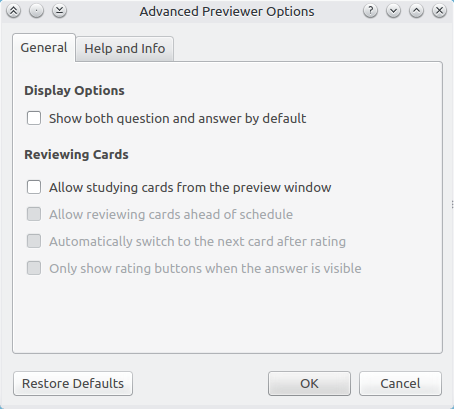 Advanced Previewer Options
General
Help and Info
Display Options
Show both question and answer by default
Reviewing Cards
Allow studying cards from the preview window
Allow reviewing cards ahead of schedule
Automatically switch to the next card after rating
Only show rating buttons when the answer is visible
Restore Defaults
OK
Cancel